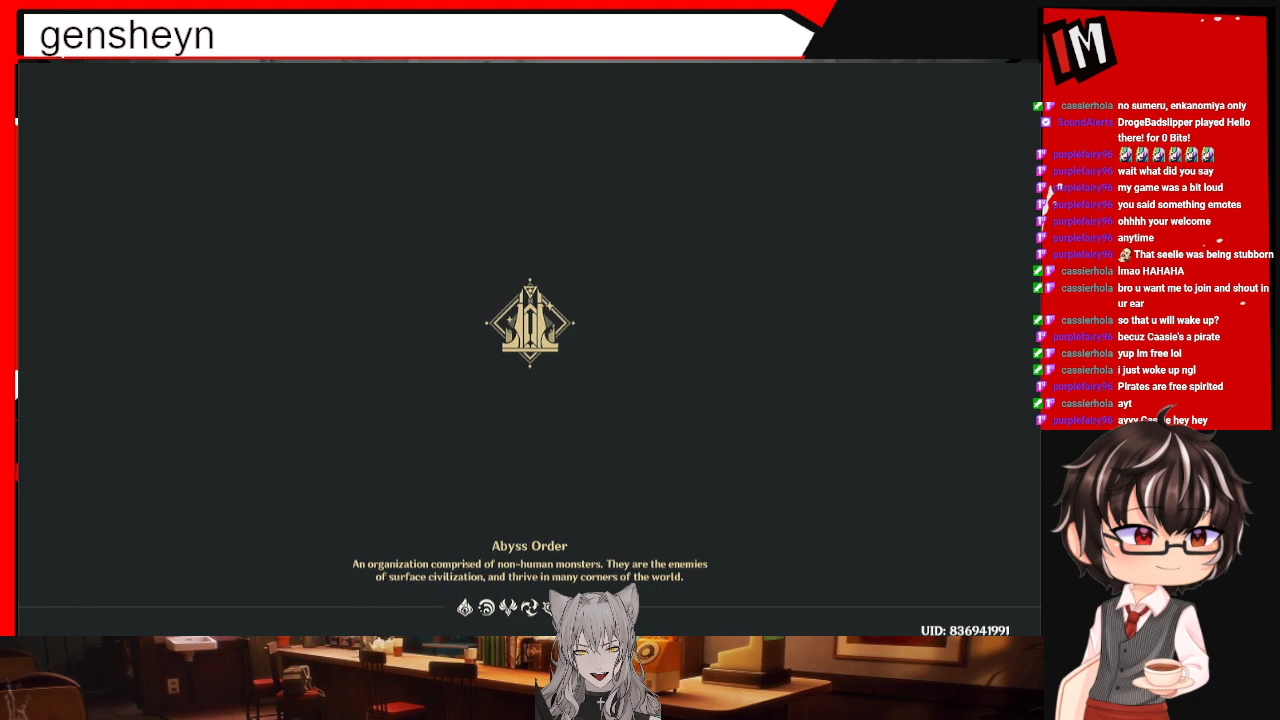 gensheyn
IM
cassierhola no sumeru, enkanomiya only
SoundAlerts DrogeBadslipper played Hello
there! for 0 Bits!
purplefairy96
purplefairy96 wait what did you say
purplefairy96 my game was a bit loud
purplefairy96 you said something emotes
purplefairy96 ohhhh your welcome
purplefairy96 anytime
purplefairy96 That seelle was being stubborn
cassierhola lmao HAHAHA
cassierhola bro u want me to join and shout in
ur ear
cassierhola so that u will wake up?
purplefairy96 becuz Caasie's a pirate
cassierhola yup im free lol
cassierhola i just woke up ngl
purplefairy96 Pirates are free spirited
cassierhola ayt
purplefairy96 ayyy hey hey
Abyss Order
An organization comprised of non-human monsters. They are the enemies
of surface civilization, and thrive in many corners of the world.
UID: 836941991